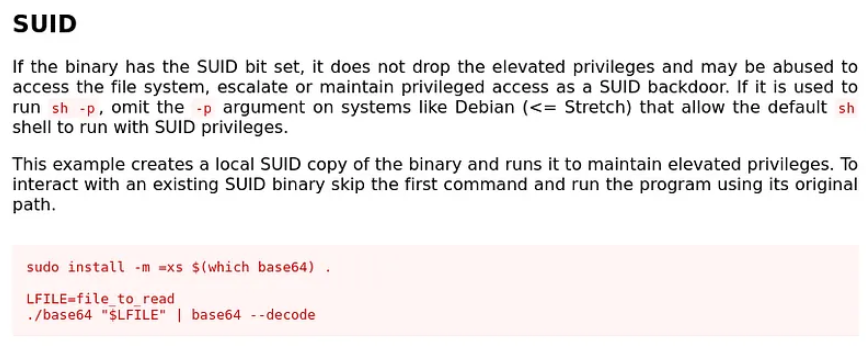 SUID
If the binary has the SUID bit set, it does not drop the elevated privileges and may be abused to
access the file system, escalate or maintain privileged access as a SUID backdoor. If it is used to
run sh -p, omit the -p argument on systems like Debian (<= Stretch) that allow the default sh
shell to run with SUID privileges.
This example creates a local SUID copy of the binary and runs it to maintain elevated privileges. To
interact with an existing SUID binary skip the first command and run the program using its original
path.
sudo install -m =xs $(which base64) .
LFILE=file_to_read
./base64 "$LFILE" | base64 --decode